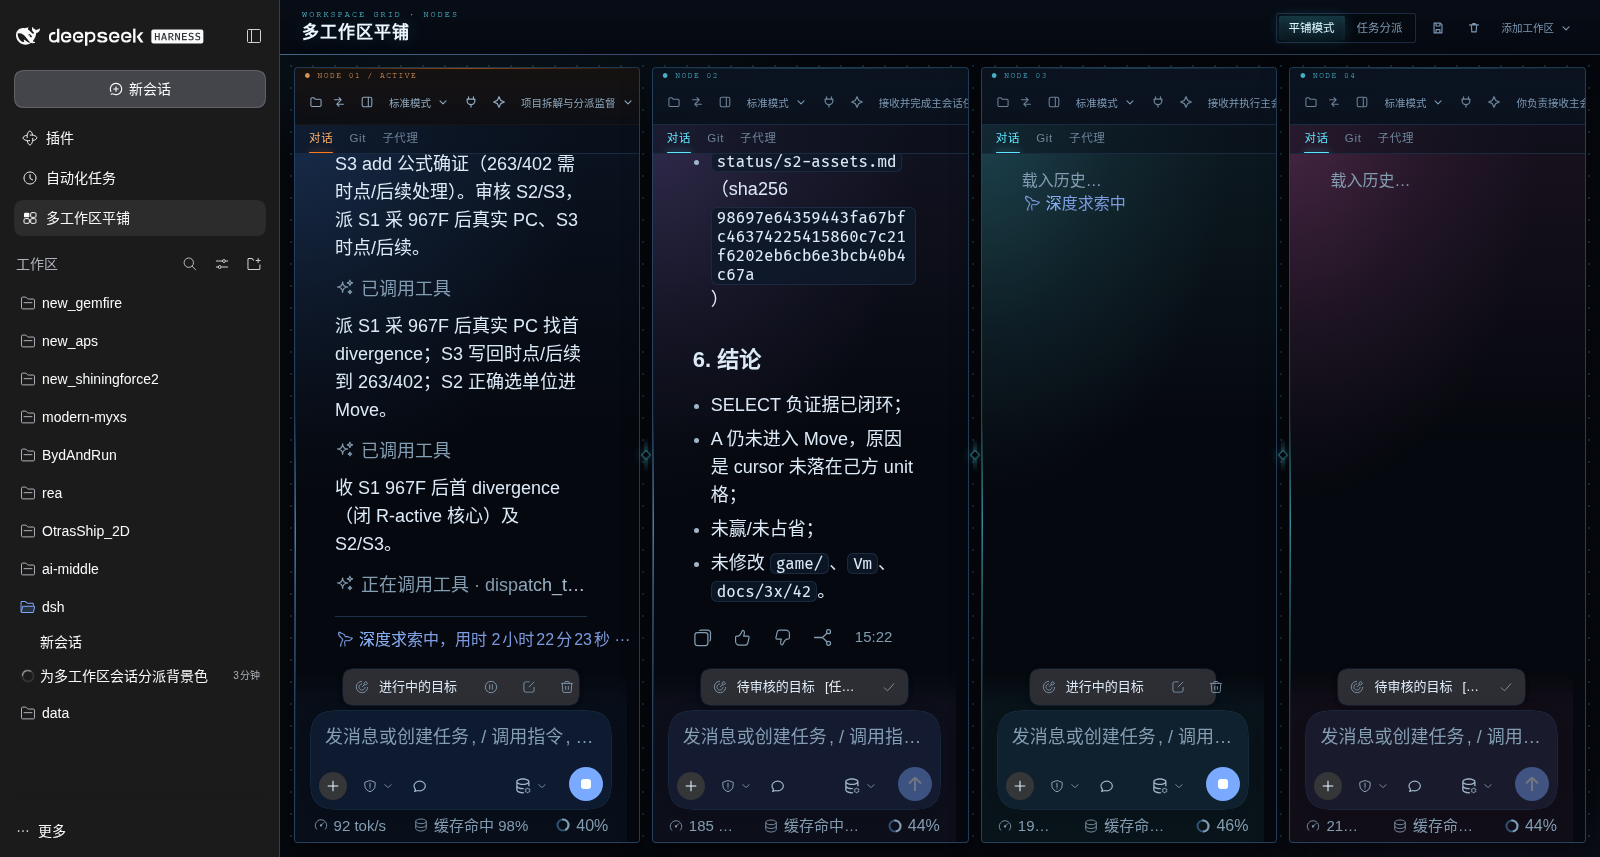 deepseek HARNESS
新会话
插件
自动化任务
多工作区平铺
工作区
new_gemfire
new_aps
new_shiningforce2
modern-myxs
BydAndRun
rea
OtrasShip_2D
ai-middle
dsh
新会话
为多工作区会话分派背景色 3分钟
data
··· 更多
WORKSPACE GRID · NODES
多工作区平铺
平铺模式 任务分派 添加工作区
NODE 01 / ACTIVE
标准模式 项目拆解与分派监督
对话 Git 子代理
S3 add 公式确证（263/402 需
时点/后续处理）。审核 S2/S3，
派 S1 采 967F 后真实 PC、S3
时点/后续。
已调用工具
派 S1 采 967F 后真实 PC 找首
divergence；S3 写回时点/后续
到 263/402；S2 正确选单位进
Move。
已调用工具
收 S1 967F 后首 divergence
（闭 R-active 核心）及
S2/S3。
正在调用工具 · dispatch_t…
深度求索中，用时 2小时22分23秒 ···
进行中的目标
发消息或创建任务, / 调用指令, …
92 tok/s 缓存命中 98% 40%
NODE 02
标准模式 接收并完成主会话任
对话 Git 子代理
status/s2-assets.md
（sha256
98697e64359443fa67bf
c46374225415860c7c21
f6202eb6cb6e3bcb40b4
c67a
）
6. 结论
SELECT 负证据已闭环；
A 仍未进入 Move，原因
是 cursor 未落在己方 unit
格；
未赢/未占省；
未修改 game/、Vm、
docs/3x/42。
15:22
待审核的目标 [任…
发消息或创建任务, / 调用指…
185 … 缓存命中… 44%
NODE 03
标准模式 接收并执行主会
对话 Git 子代理
载入历史…
深度求索中
进行中的目标
发消息或创建任务, / 调用…
19… 缓存命… 46%
NODE 04
标准模式 你负责接收主会
对话 Git 子代理
载入历史…
待审核的目标 [...
发消息或创建任务, / 调用…
21… 缓存命… 44%